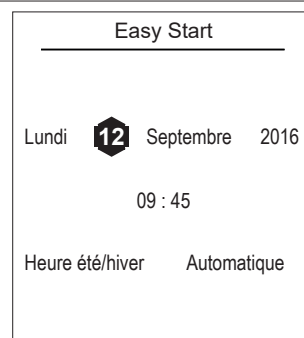 Easy Start
Lundi 12 Septembre 2016
09 : 45
Heure été/hiver Automatique